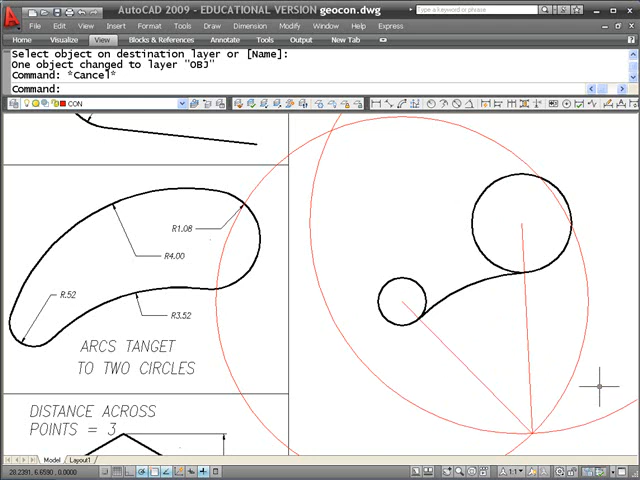 AutoCAD 2009 - EDUCATIONAL VERSION geocon.dwg
Type a keyword or phrase
File Edit View Insert Format Tools Draw Dimension Modify Window Help Express
Home Visualize View Blocks & References Annotate Tools Output New Tab
Select object on destination layer or [Name]:
One object changed to layer "OBJ"
Command: *Cancel*
Command:
CON
R1.08
R4.00
R.52
R3.52
ARCS TANGET
TO TWO CIRCLES
DISTANCE ACROSS
POINTS = 3
Model Layout1
28.2391, 6.6590, 0.0000
1:1